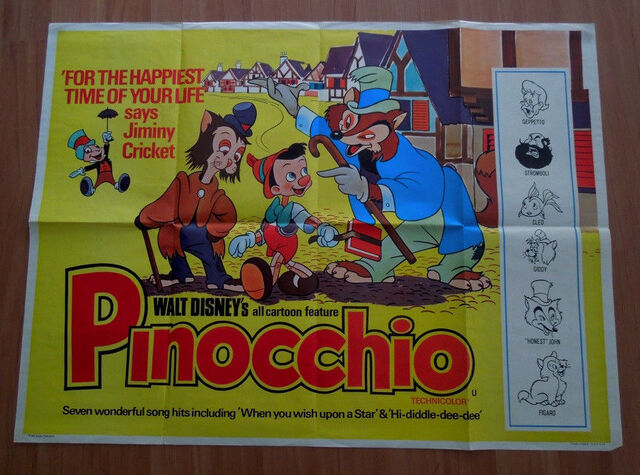 'FOR THE HAPPIEST
TIME OF YOUR LIFE'
says
Jiminy
Cricket
GEPPETTO
STROMBOLI
CLEO
GIDDY
"HONEST" JOHN
FIGARO
WALT DISNEY'S all cartoon feature
Pinocchio
U
TECHNICOLOR
Seven wonderful song hits including 'When you wish upon a Star' & 'Hi-diddle-dee-dee'